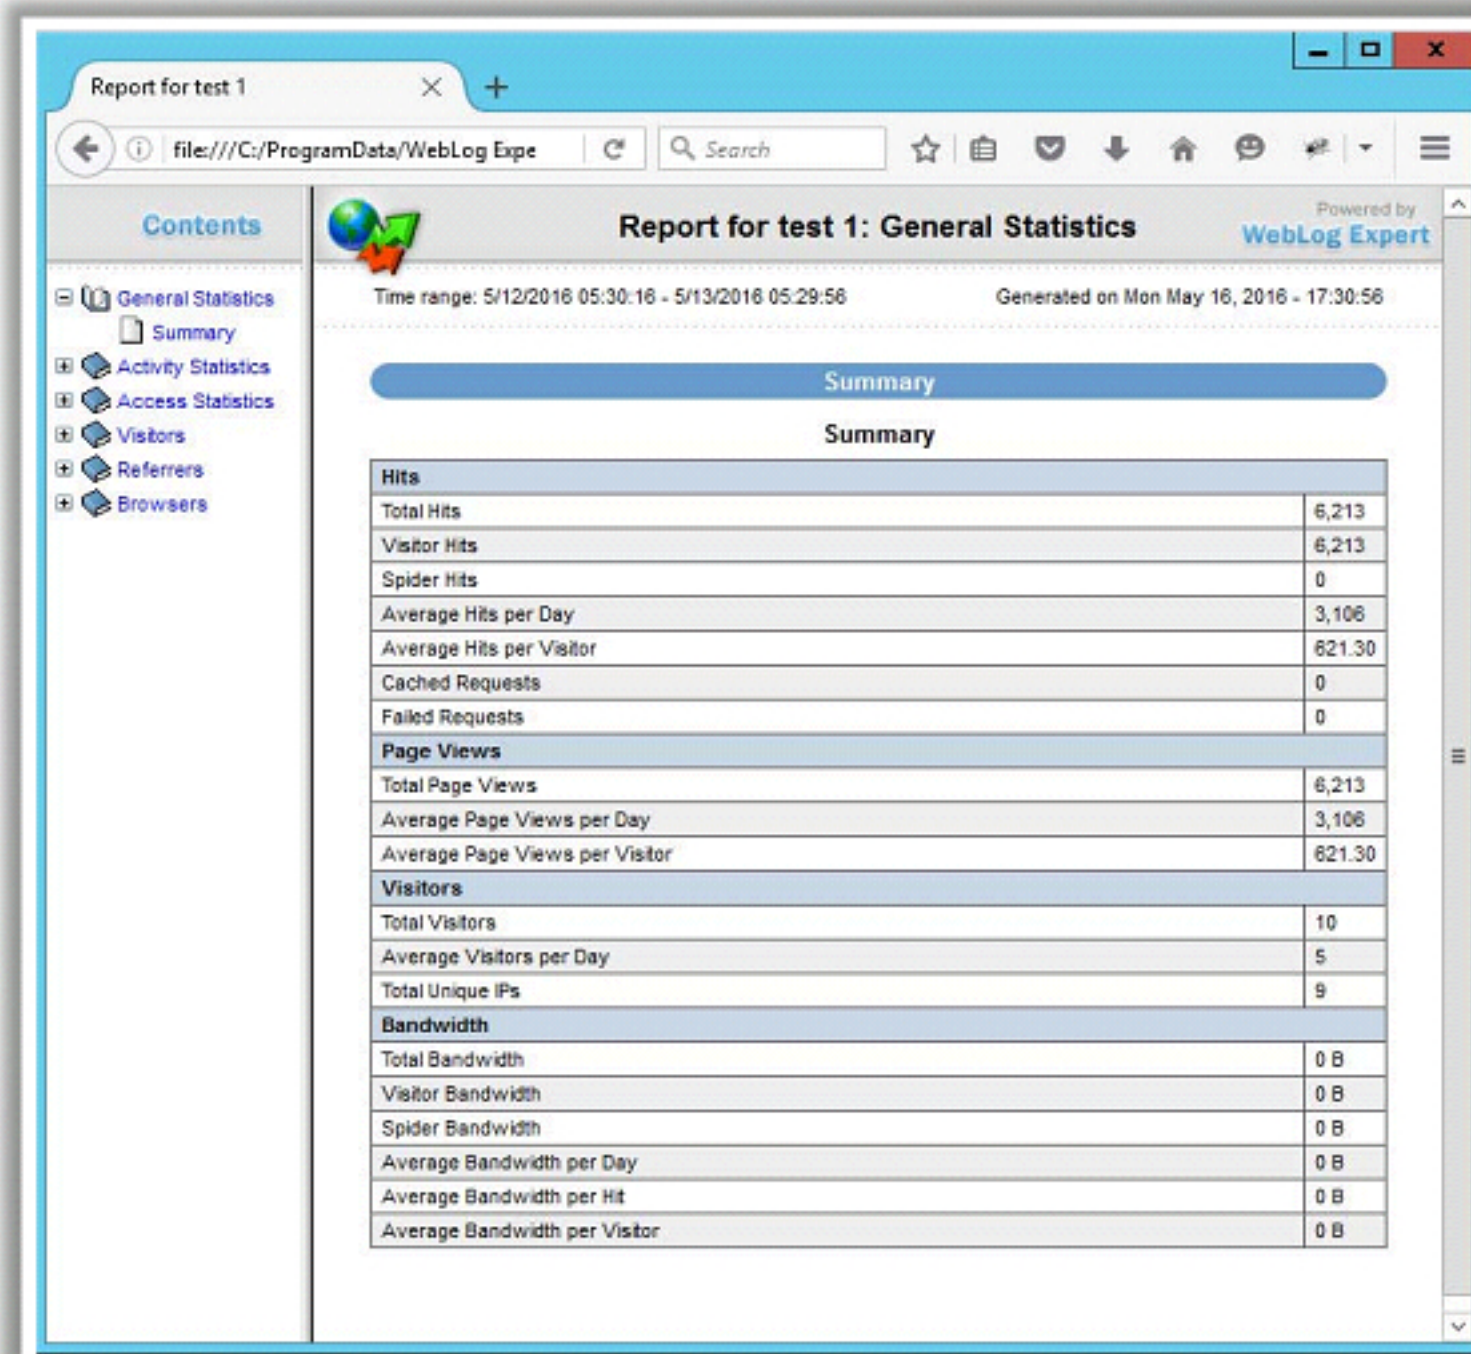 Report for test 1
file:///C:/ProgramData/WebLog Expe
Search
Contents
General Statistics
Summary
Activity Statistics
Access Statistics
Visitors
Referrers
Browsers
Report for test 1: General Statistics
Powered by
WebLog Expert
Time range: 5/12/2016 05:30:16 - 5/13/2016 05:29:56
Generated on Mon May 16, 2016 - 17:30:56
Summary
Summary
Hits
Total Hits 6,213
Visitor Hits 6,213
Spider Hits 0
Average Hits per Day 3,106
Average Hits per Visitor 621.30
Cached Requests 0
Failed Requests 0
Page Views
Total Page Views 6,213
Average Page Views per Day 3,106
Average Page Views per Visitor 621.30
Visitors
Total Visitors 10
Average Visitors per Day 5
Total Unique IPs 9
Bandwidth
Total Bandwidth 0 B
Visitor Bandwidth 0 B
Spider Bandwidth 0 B
Average Bandwidth per Day 0 B
Average Bandwidth per Hit 0 B
Average Bandwidth per Visitor 0 B